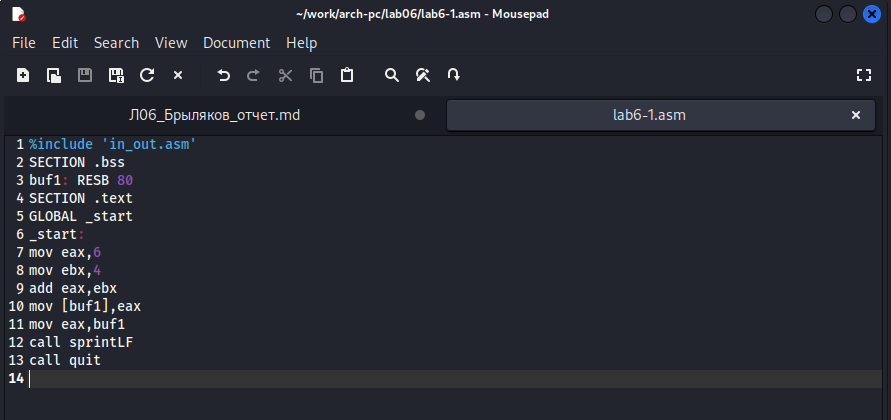 ~/work/arch-pc/lab06/lab6-1.asm - Mousepad
File Edit Search View Document Help
Л06_Брыляков_отчет.md lab6-1.asm
1 %include 'in_out.asm'
2 SECTION .bss
3 buf1: RESB 80
4 SECTION .text
5 GLOBAL _start
6 _start:
7 mov eax,6
8 mov ebx,4
9 add eax,ebx
10 mov [buf1],eax
11 mov eax,buf1
12 call sprintLF
13 call quit
14